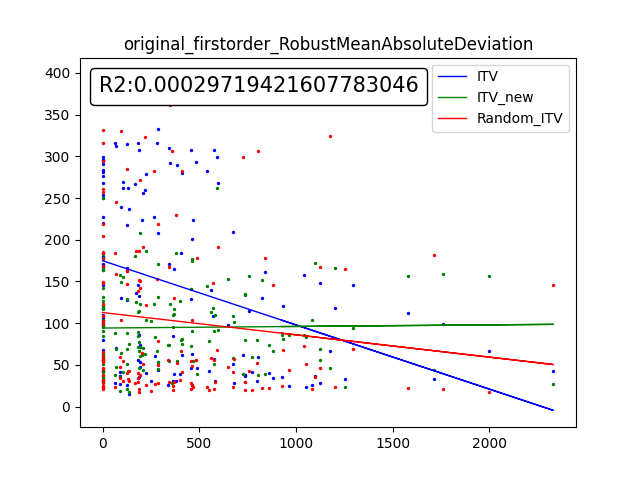 original_firstorder_RobustMeanAbsoluteDeviation
R2:0.00029719421607783046
ITV
ITV_new
Random_ITV
400
350
300
250
200
150
100
50
0
0 500 1000 1500 2000